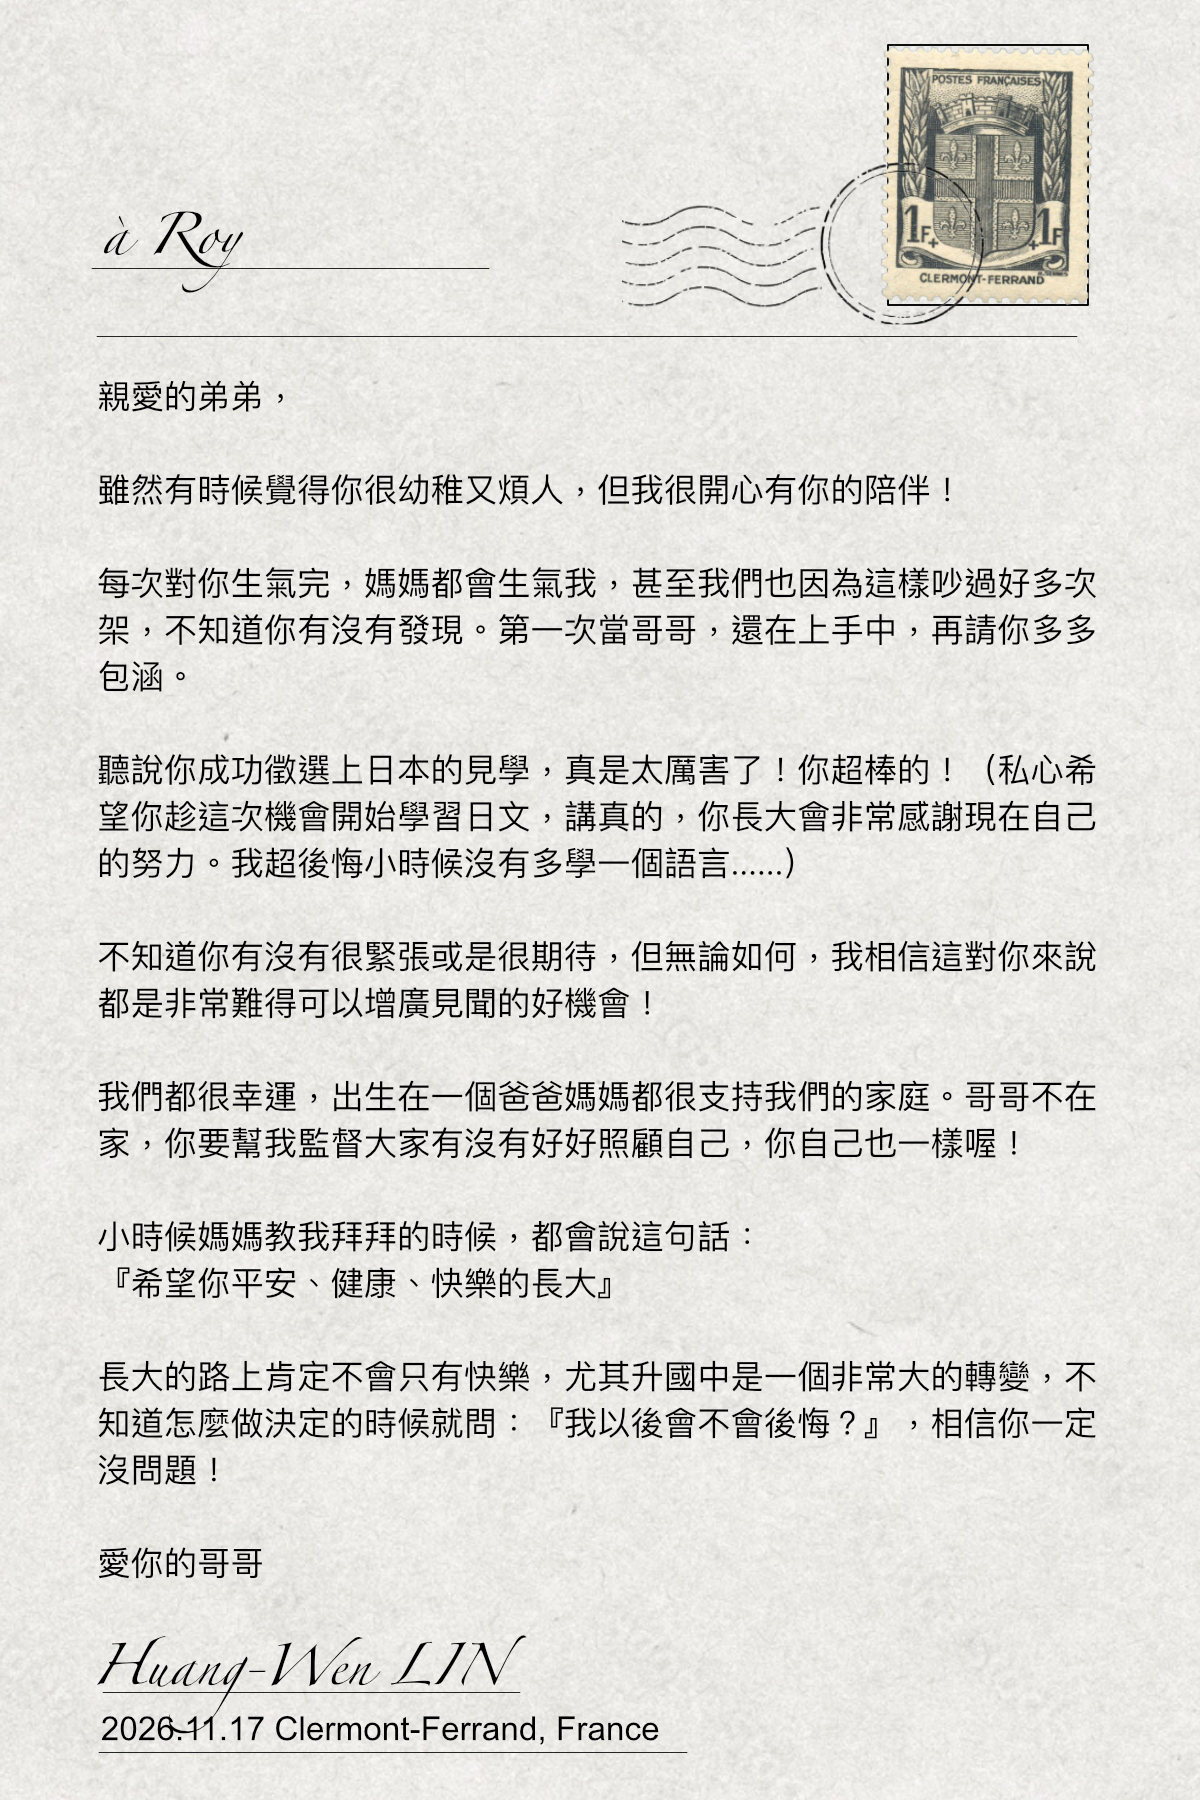 POSTES FRANÇAISES
1F+
+1F
CLERMONT-FERRAND
à Roy
親愛的弟弟，
雖然有時候覺得你很幼稚又煩人，但我很開心有你的陪伴！
每次對你生氣完，媽媽都會生氣我，甚至我們也因為這樣吵過好多次
架，不知道你有沒有發現。第一次當哥哥，還在上手中，再請你多多
包涵。
聽說你成功徵選上日本的見學，真是太厲害了！你超棒的！（私心希
望你趁這次機會開始學習日文，講真的，你長大會非常感謝現在自己
的努力。我超後悔小時候沒有多學一個語言......）
不知道你有沒有很緊張或是很期待，但無論如何，我相信這對你來說
都是非常難得可以增廣見聞的好機會！
我們都很幸運，出生在一個爸爸媽媽都很支持我們的家庭。哥哥不在
家，你要幫我監督大家有沒有好好照顧自己，你自己也一樣喔！
小時候媽媽教我拜拜的時候，都會說這句話：
『希望你平安、健康、快樂的長大』
長大的路上肯定不會只有快樂，尤其升國中是一個非常大的轉變，不
知道怎麼做決定的時候就問：『我以後會不會後悔？』，相信你一定
沒問題！
愛你的哥哥
Huang-Wen LIN
2026.11.17 Clermont-Ferrand, France